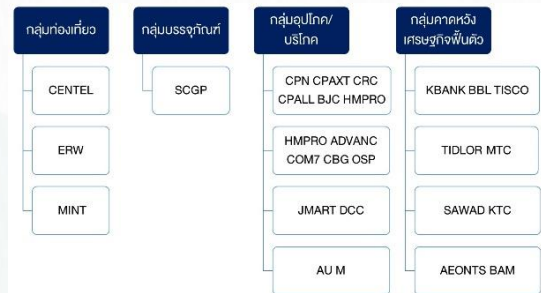 กลุ่มท่องเที่ยว
CENTEL
ERW
MINT
กลุ่มบรรจุภัณฑ์
SCGP
กลุ่มอุปโภค/
บริโภค
CPN CPAXT CRC
CPALL BJC HMPRO
HMPRO ADVANC
COM7 CBG OSP
JMART DCC
AU M
กลุ่มคาดหวัง
เศรษฐกิจฟื้นตัว
KBANK BBL TISCO
TIDLOR MTC
SAWAD KTC
AEONTS BAM